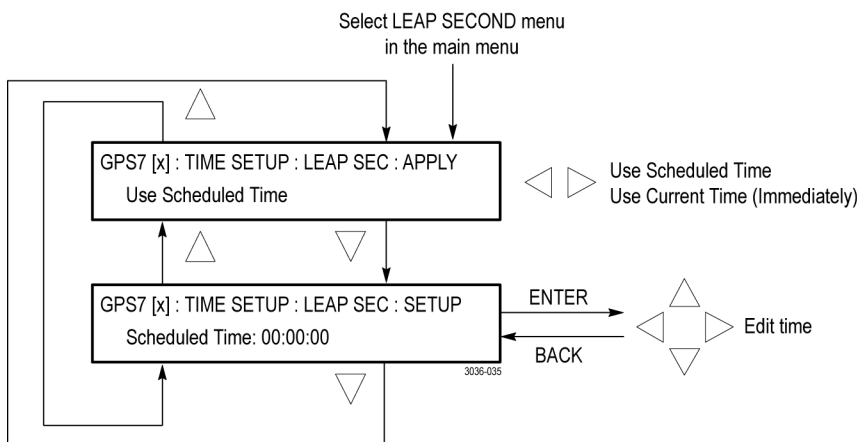 Select LEAP SECOND menu
in the main menu
GPS7 [x] : TIME SETUP : LEAP SEC : APPLY
Use Scheduled Time
Use Scheduled Time
Use Current Time (Immediately)
GPS7 [x] : TIME SETUP : LEAP SEC : SETUP
Scheduled Time: 00:00:00
ENTER
BACK
Edit time
3036-035